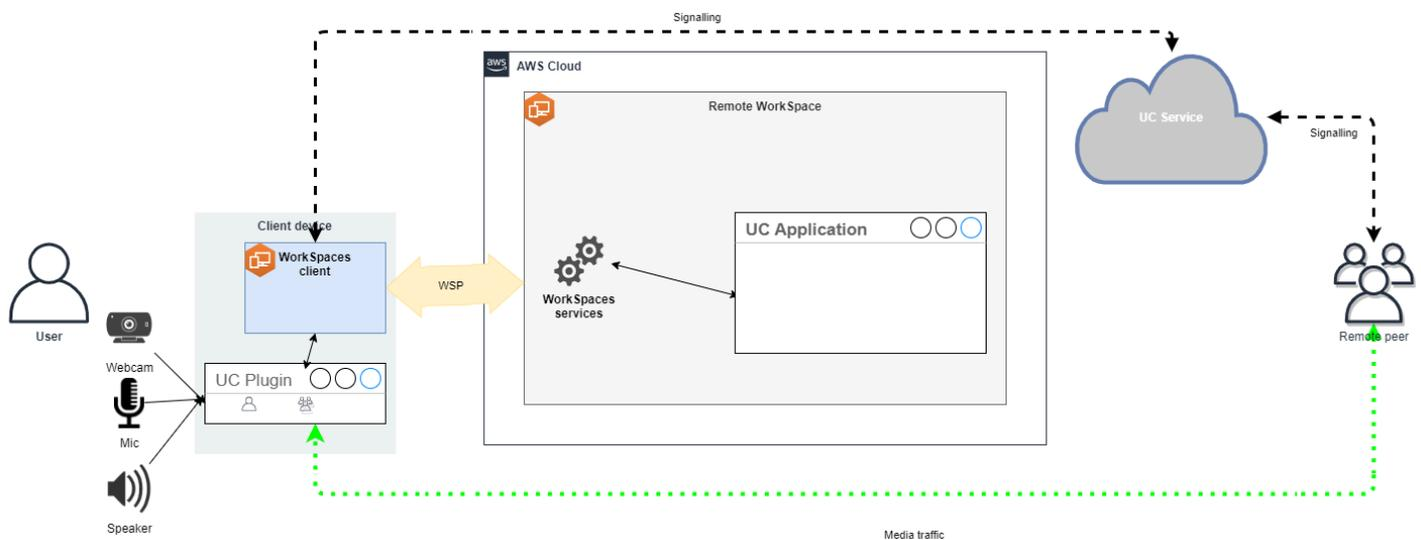 Signalling
aws
AWS Cloud
Remote WorkSpace
UC Service
Signalling
Client device
WorkSpaces
client
UC Application
WSP
WorkSpaces
services
User
Webcam
UC Plugin
Mic
Speaker
Remote peer
Media traffic